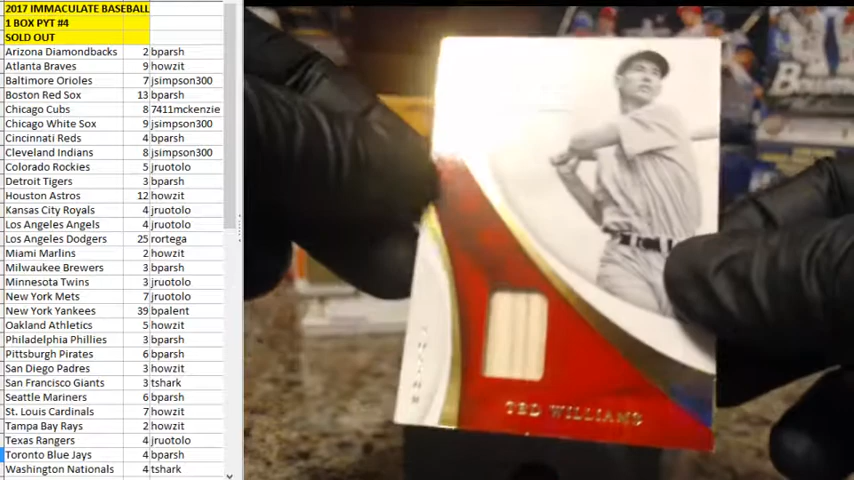 2017 IMMACULATE BASEBALL
1 BOX PYT #4
SOLD OUT
Arizona Diamondbacks 2 bparsh
Atlanta Braves 9 howzit
Baltimore Orioles 7 jsimpson300
Boston Red Sox 13 bparsh
Chicago Cubs 8 7411mckenzie
Chicago White Sox 9 jsimpson300
Cincinnati Reds 4 bparsh
Cleveland Indians 8 jsimpson300
Colorado Rockies 5 jruotolo
Detroit Tigers 3 bparsh
Houston Astros 12 howzit
Kansas City Royals 4 jruotolo
Los Angeles Angels 4 jruotolo
Los Angeles Dodgers 25 rortega
Miami Marlins 2 howzit
Milwaukee Brewers 3 bparsh
Minnesota Twins 3 jruotolo
New York Mets 7 jruotolo
New York Yankees 39 bpalent
Oakland Athletics 5 howzit
Philadelphia Phillies 3 bparsh
Pittsburgh Pirates 6 bparsh
San Diego Padres 3 howzit
San Francisco Giants 3 tshark
Seattle Mariners 6 bparsh
St. Louis Cardinals 7 howzit
Tampa Bay Rays 2 howzit
Texas Rangers 4 jruotolo
Toronto Blue Jays 4 bparsh
Washington Nationals 4 tshark
TED WILLIAMS